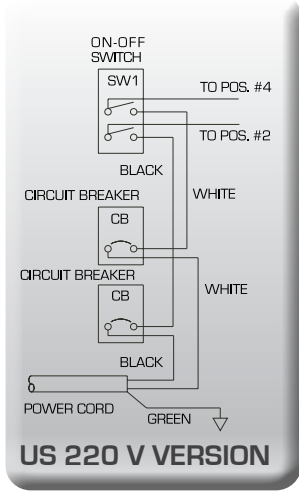 ON-OFF
SWITCH
SW1
TO POS. #4
TO POS. #2
BLACK
WHITE
CIRCUIT BREAKER
CB
CIRCUIT BREAKER
CB
WHITE
BLACK
POWER CORD
GREEN
US 220 V VERSION